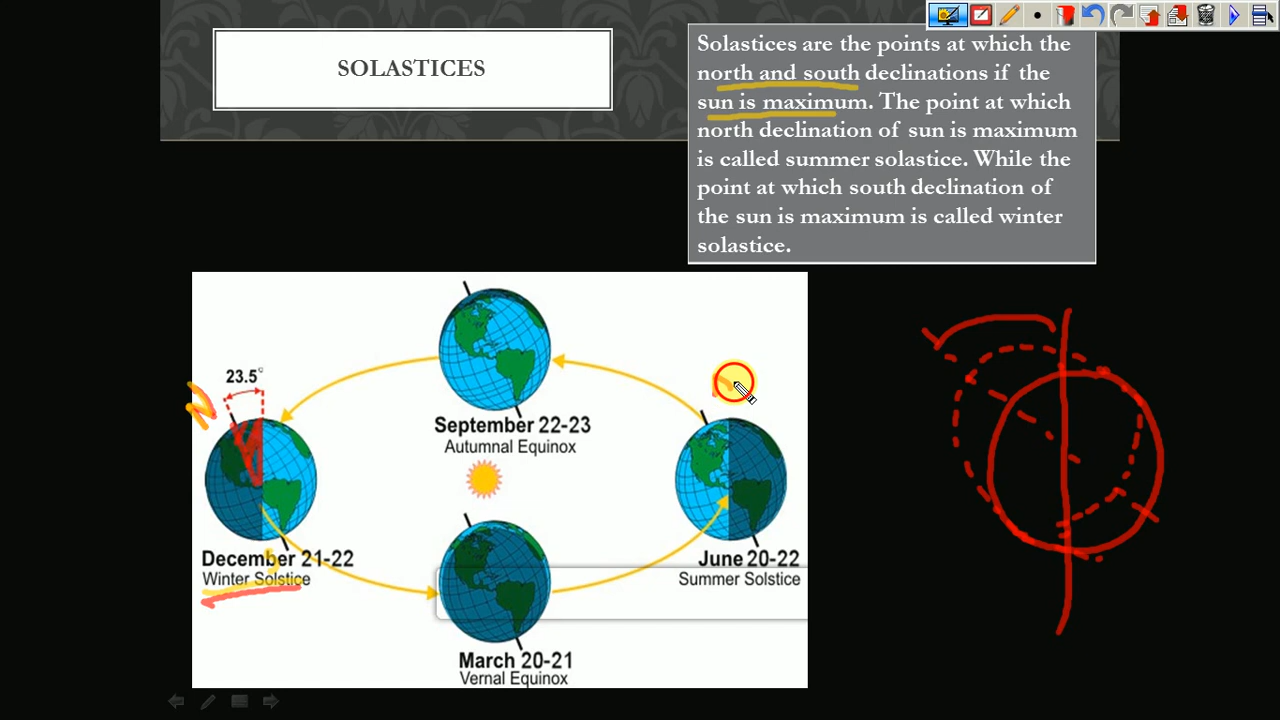 SOLASTICES
Solastices are the points at which the
north and south declinations if the
sun is maximum. The point at which
north declination of sun is maximum
is called summer solastice. While the
point at which south declination of
the sun is maximum is called winter
solastice.
23.5°
N
September 22-23
Autumnal Equinox
December 21-22
Winter Solstice
June 20-22
Summer Solstice
March 20-21
Vernal Equinox